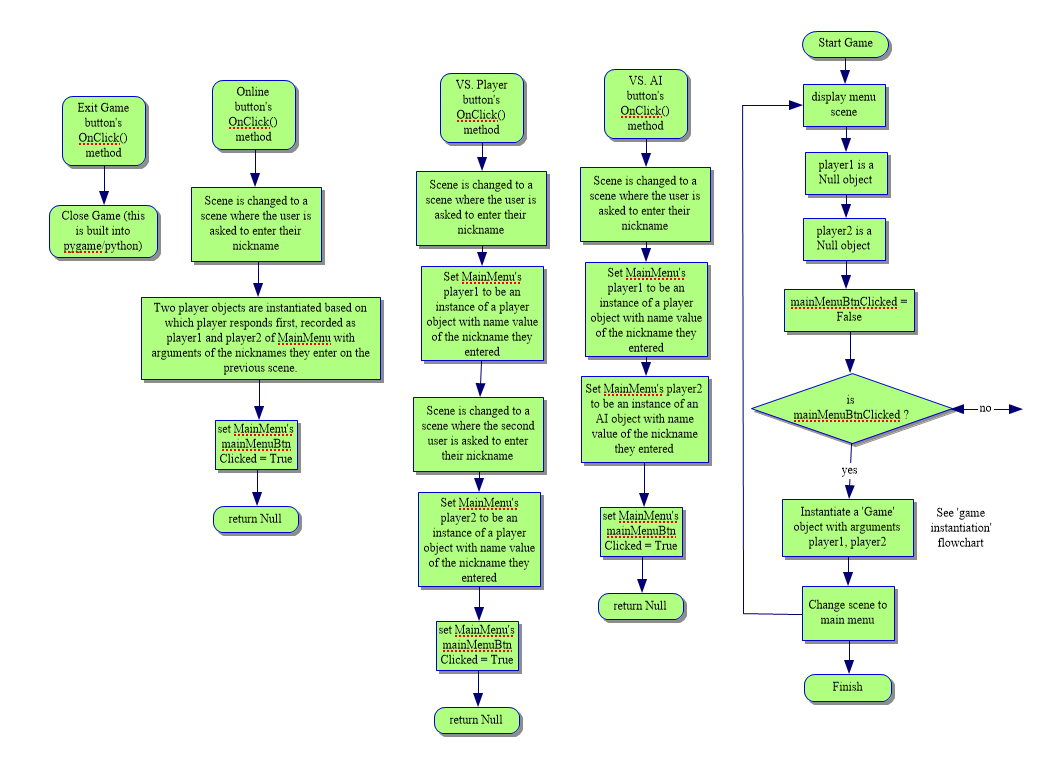 Exit Game
button's
OnClick()
method
Close Game (this
is built into
pygame/python)
Online
button's
OnClick()
method
Scene is changed to a
scene where the user is
asked to enter their
nickname
Two player objects are instantiated based on
which player responds first, recorded as
player1 and player2 of MainMenu with
arguments of the nicknames they enter on the
previous scene.
set MainMenu's
mainMenuBtn
Clicked = True
return Null
VS. Player
button's
OnClick()
method
Scene is changed to a
scene where the user is
asked to enter their
nickname
Set MainMenu's
player1 to be an
instance of a player
object with name value
of the nickname they
entered
Scene is changed to a
scene where the second
user is asked to enter
their nickname
Set MainMenu's
player2 to be an
instance of a player
object with name value
of the nickname they
entered
set MainMenu's
mainMenuBtn
Clicked = True
return Null
VS. AI
button's
OnClick()
method
Scene is changed to a
scene where the user is
asked to enter their
nickname
Set MainMenu's
player1 to be an
instance of a player
object with name value
of the nickname they
entered
Set MainMenu's player2
to be an instance of an
AI object with name
value of the nickname
they entered
set MainMenu's
mainMenuBtn
Clicked = True
return Null
Start Game
display menu
scene
player1 is a
Null object
player2 is a
Null object
mainMenuBtnClicked =
False
is
mainMenuBtnClicked ?
no
yes
Instantiate a 'Game'
object with arguments
player1, player2
See 'game
instantiation'
flowchart
Change scene to
main menu
Finish